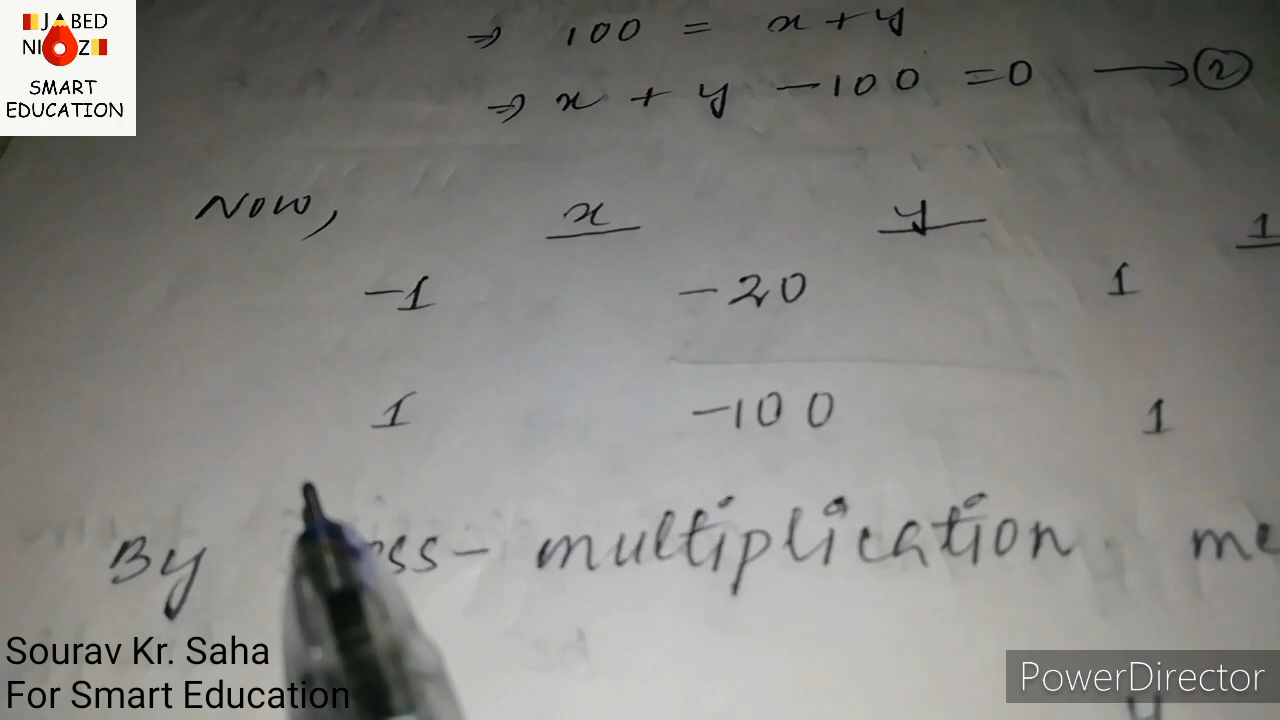 JABED
NIOZ
SMART
EDUCATION
⇒ 100 = x + y
⇒ x + y - 100 = 0 → ②
Now, x y 1
-1 -20 1
1 -100 1
By multiplication
Sourav Kr. Saha
For Smart Education
PowerDirector